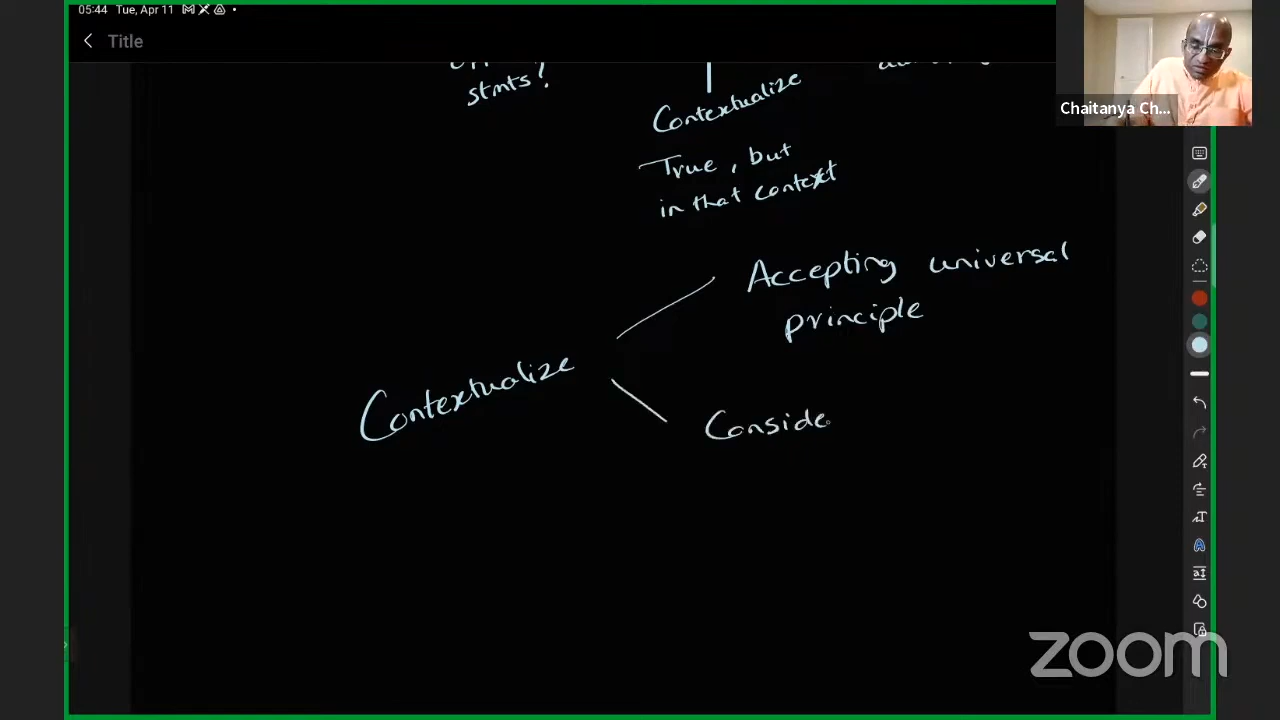 05:44 Tue, Apr 11
Title
stmts?
Contextualize
True, but
in that context
Accepting universal
principle
Contextualize
Conside
Chaitanya Ch...
zoom